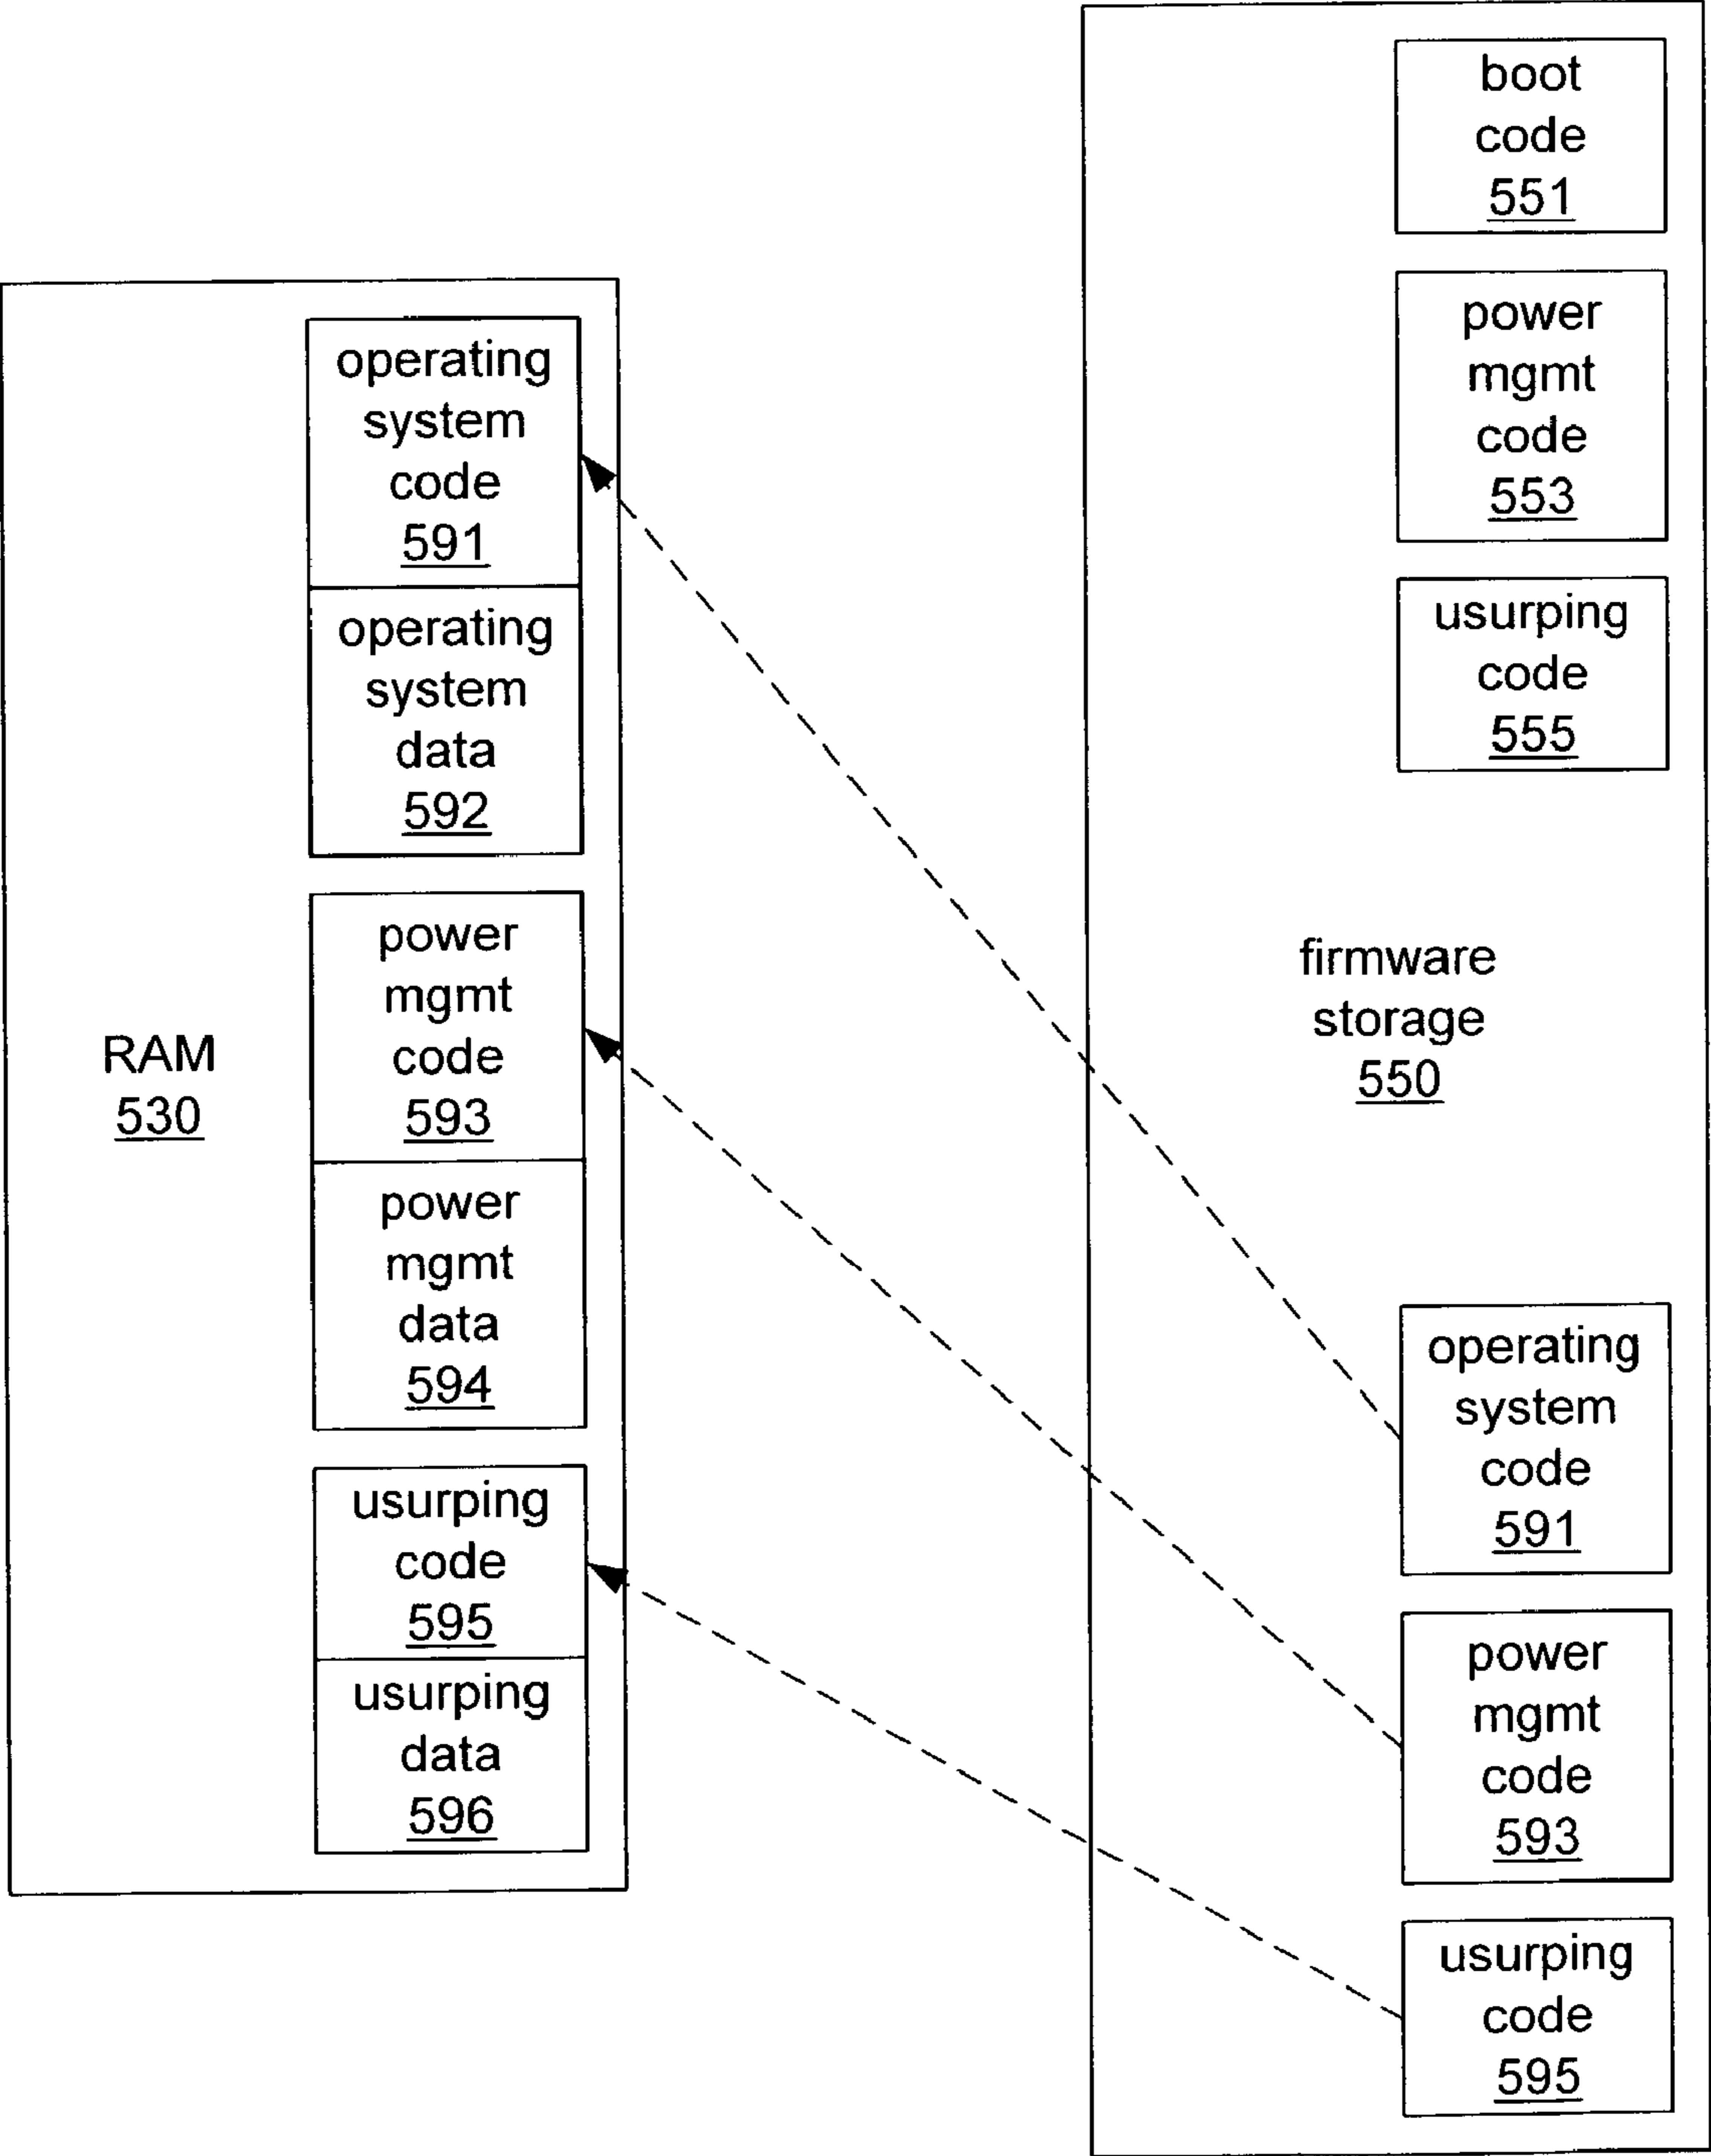 boot
code
551
power
mgmt
code
553
usurping
code
555
firmware
storage
550
operating
system
code
591
power
mgmt
code
593
usurping
code
595
RAM
530
operating
system
code
591
operating
system
data
592
power
mgmt
code
593
power
mgmt
data
594
usurping
code
595
usurping
data
596